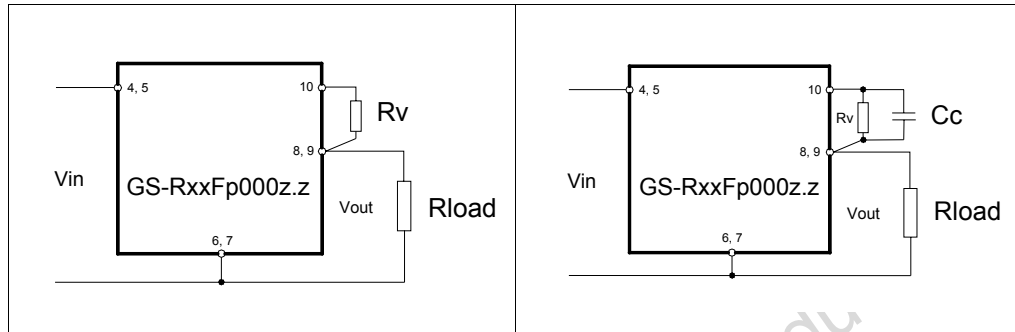 4, 5
10
Rv
8, 9
Vin
GS-RxxFp000z.z
Vout
Rload
6, 7
4, 5
10
Rv
Cc
8, 9
Vin
GS-RxxFp000z.z
Vout
Rload
6, 7
du